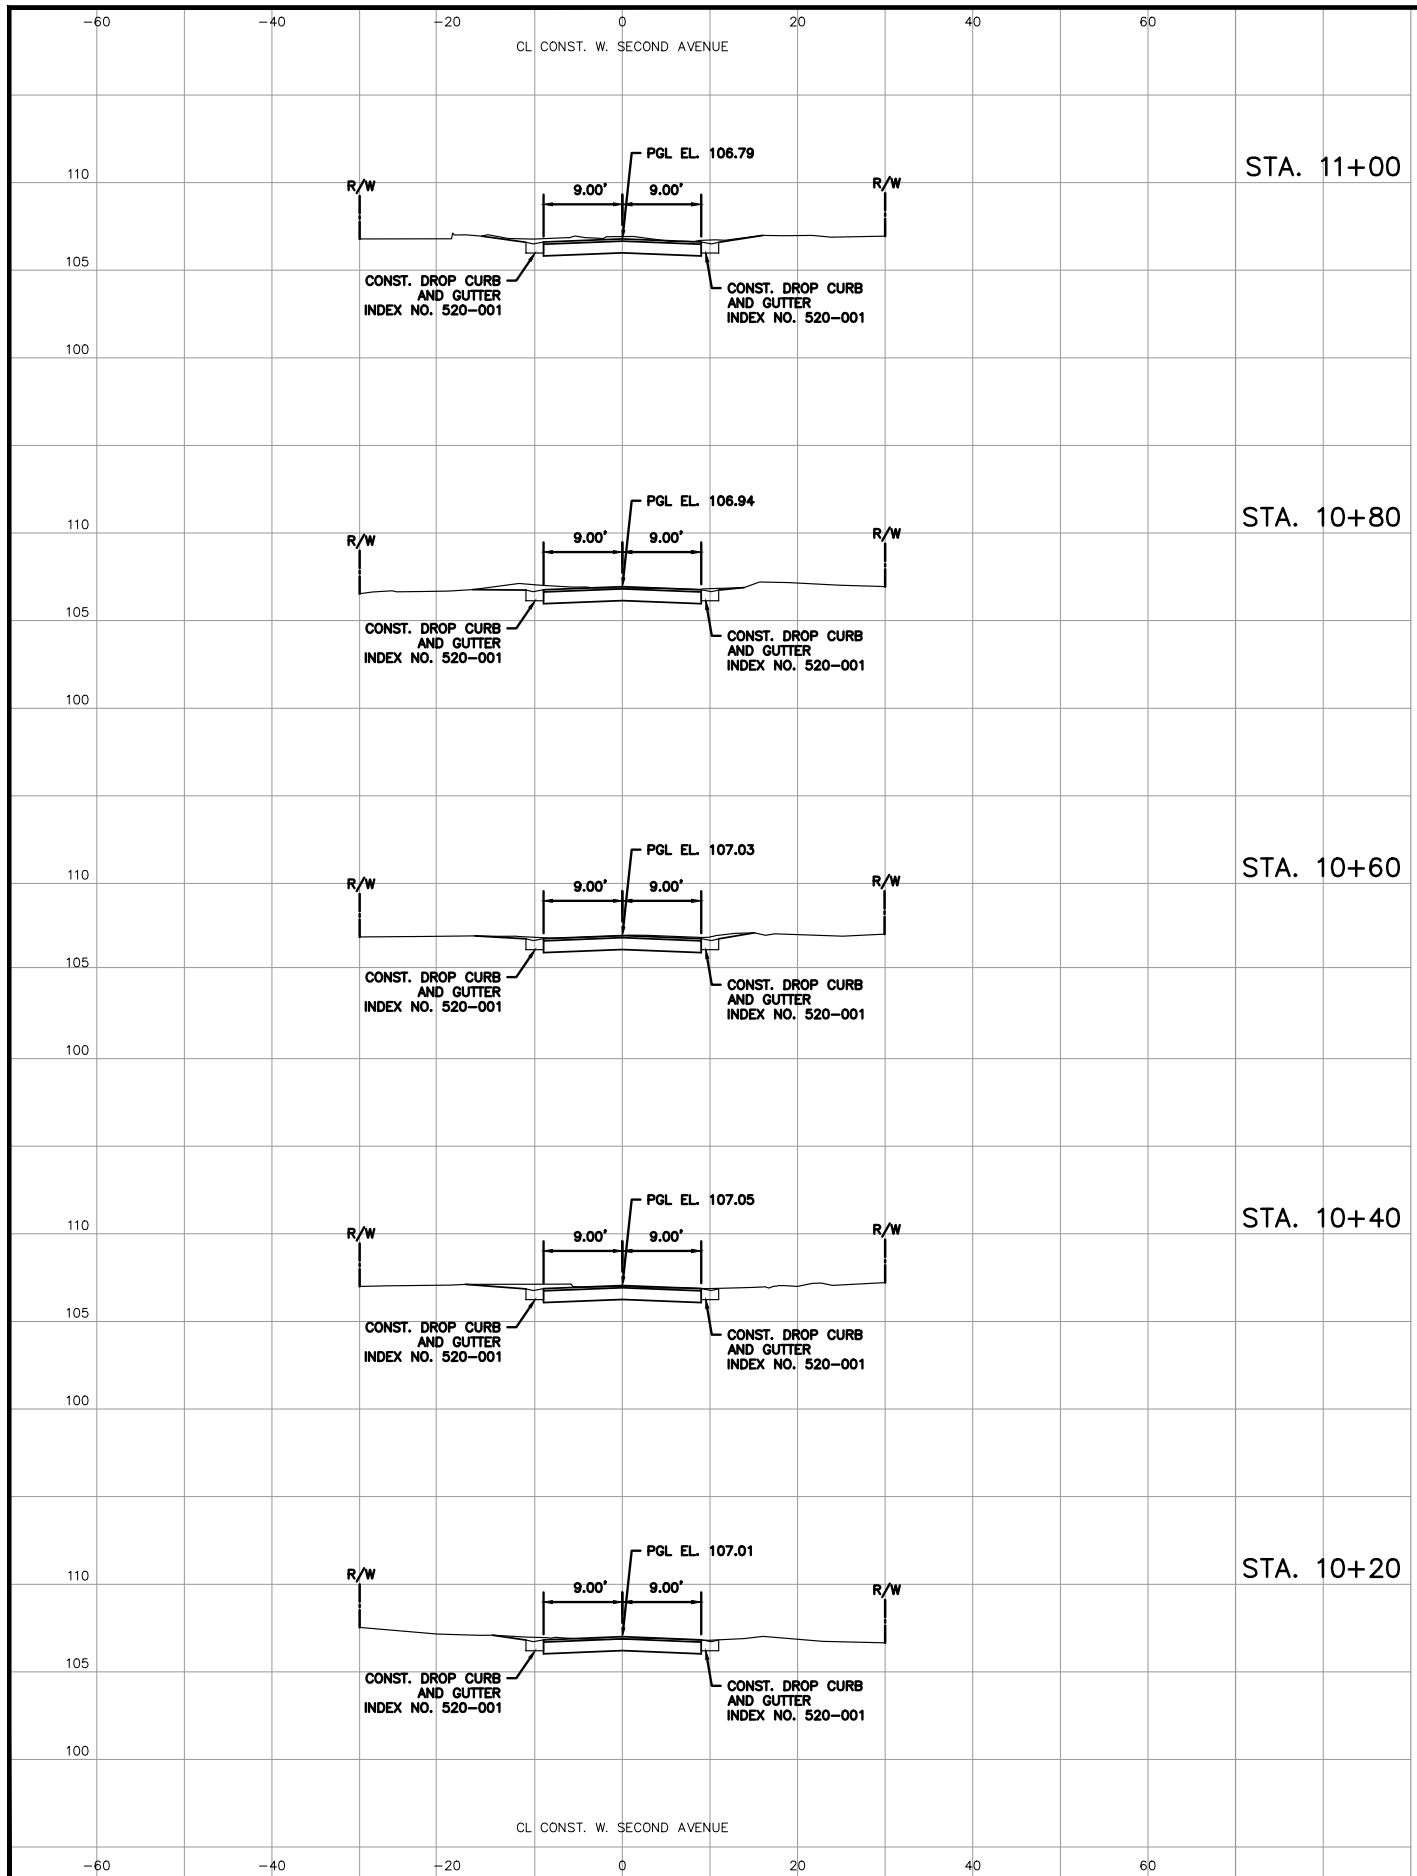 -60 -40 -20 0 20 40 60
CL CONST. W. SECOND AVENUE
STA. 11+00
PGL EL. 106.79
110
R/W 9.00' 9.00' R/W
105
CONST. DROP CURB
AND GUTTER
INDEX NO. 520-001
CONST. DROP CURB
AND GUTTER
INDEX NO. 520-001
100
STA. 10+80
PGL EL. 106.94
110
R/W 9.00' 9.00' R/W
105
CONST. DROP CURB
AND GUTTER
INDEX NO. 520-001
CONST. DROP CURB
AND GUTTER
INDEX NO. 520-001
100
STA. 10+60
PGL EL. 107.03
110
R/W 9.00' 9.00' R/W
105
CONST. DROP CURB
AND GUTTER
INDEX NO. 520-001
CONST. DROP CURB
AND GUTTER
INDEX NO. 520-001
100
STA. 10+40
PGL EL. 107.05
110
R/W 9.00' 9.00' R/W
105
CONST. DROP CURB
AND GUTTER
INDEX NO. 520-001
CONST. DROP CURB
AND GUTTER
INDEX NO. 520-001
100
STA. 10+20
PGL EL. 107.01
110
R/W 9.00' 9.00' R/W
105
CONST. DROP CURB
AND GUTTER
INDEX NO. 520-001
CONST. DROP CURB
AND GUTTER
INDEX NO. 520-001
100
CL CONST. W. SECOND AVENUE
-60 -40 -20 0 20 40 60